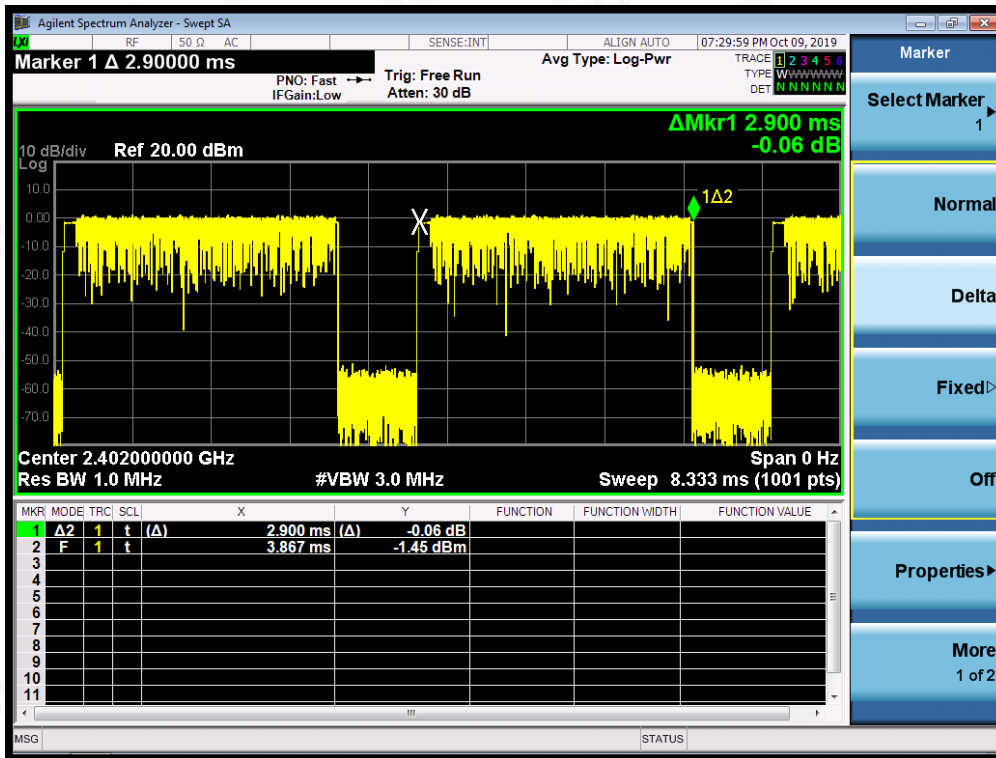 Agilent Spectrum Analyzer - Swept SA
LXI RF 50 Ω AC SENSE:INT ALIGN AUTO 07:29:59 PM Oct 09, 2019
Marker 1 Δ 2.90000 ms
PNO: Fast
IFGain:Low
Trig: Free Run
Atten: 30 dB
Avg Type: Log-Pwr
TRACE 1 2 3 4 5 6
TYPE WWWWWWW
DET N N N N N N
ΔMkr1 2.900 ms
-0.06 dB
10 dB/div Ref 20.00 dBm
Log
10.0
0.00
-10.0
-20.0
-30.0
-40.0
-50.0
-60.0
-70.0
1Δ2
Center 2.402000000 GHz Span 0 Hz
Res BW 1.0 MHz #VBW 3.0 MHz Sweep 8.333 ms (1001 pts)
MKR MODE TRC SCL X Y FUNCTION FUNCTION WIDTH FUNCTION VALUE
1 Δ2 1 t (Δ) 2.900 ms (Δ) -0.06 dB
2 F 1 t 3.867 ms -1.45 dBm
3
4
5
6
7
8
9
10
11
MSG STATUS
Marker
Select Marker
1
Normal
Delta
Fixed
Off
Properties
More
1 of 2